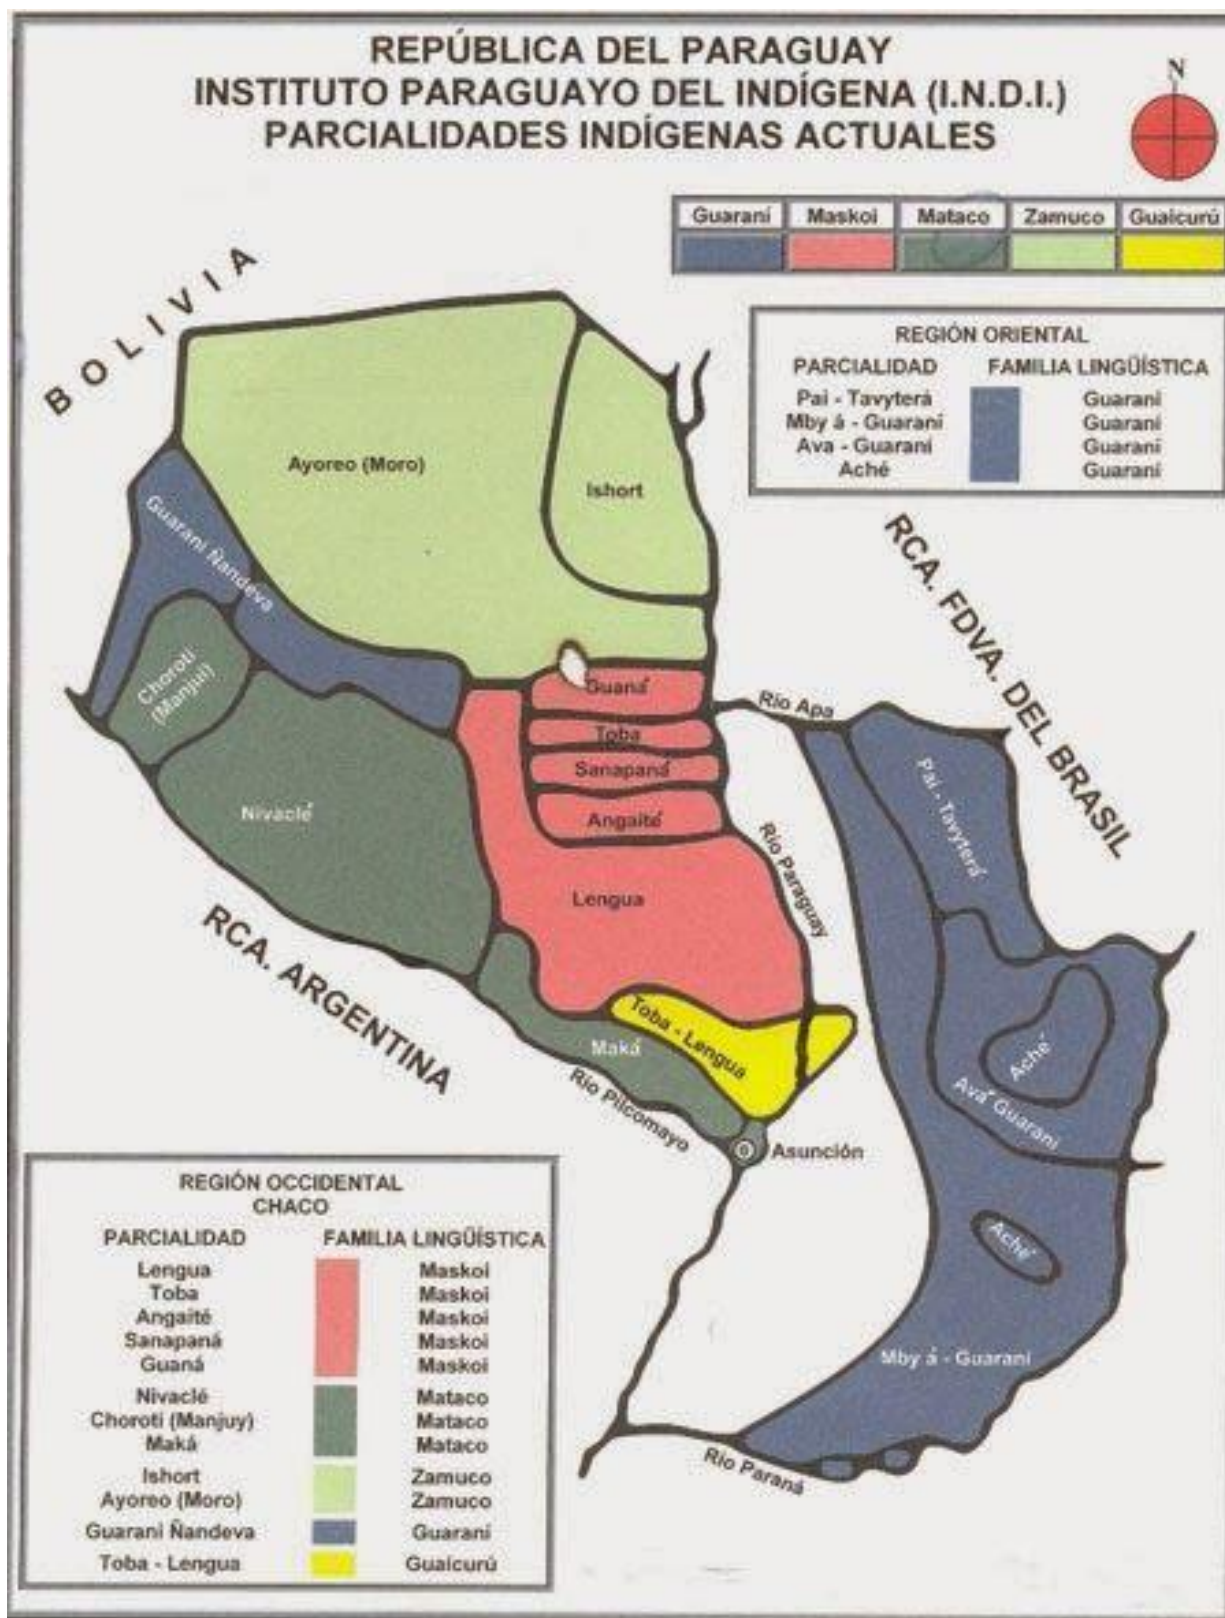 REPÚBLICA DEL PARAGUAY
INSTITUTO PARAGUAYO DEL INDÍGENA (I.N.D.I.)
PARCIALIDADES INDÍGENAS ACTUALES
N
Guaraní Maskoi Mataco Zamuco Guaicurú
REGIÓN ORIENTAL
PARCIALIDAD FAMILIA LINGÜÍSTICA
Pai - Tavyterá Guaraní
Mby á - Guaraní Guaraní
Ava - Guaraní Guaraní
Aché Guaraní
BOLIVIA
Ayoreo (Moro)
Ishort
Guaraní Ñandéva
RCA. FDVA. DEL BRASIL
Choroti
(Manjui)
Guaná
Río Apa
Toba
Sanapaná
Pai - Tavyterá
Nivaclé
Angaité
Río Paraguay
Lengua
RCA. ARGENTINA
Toba - Lengua
Maká
Aché
Río Pilcomayo
Ava Guaraní
Asunción
Aché
Mby á - Guaraní
Río Paraná
REGIÓN OCCIDENTAL
CHACO
PARCIALIDAD FAMILIA LINGÜÍSTICA
Lengua Maskoi
Toba Maskoi
Angaité Maskoi
Sanapaná Maskoi
Guaná Maskoi
Nivaclé Mataco
Choroti (Manjuy) Mataco
Maká Mataco
Ishort Zamuco
Ayoreo (Moro) Zamuco
Guaraní Ñandeva Guaraní
Toba - Lengua Guaicurú